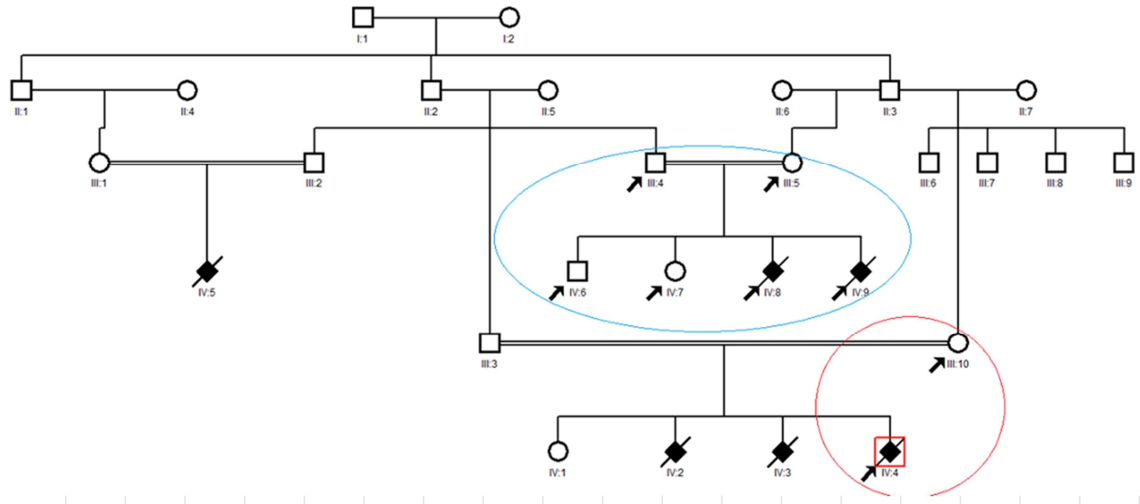 I:1 I:2
II:1 II:4 II:2 II:5 II:6 II:3 II:7
III:1 III:2 III:4 III:5 III:6 III:7 III:8 III:9
IV:5 IV:6 IV:7 IV:8 IV:9
III:3 III:10
IV:1 IV:2 IV:3 IV:4